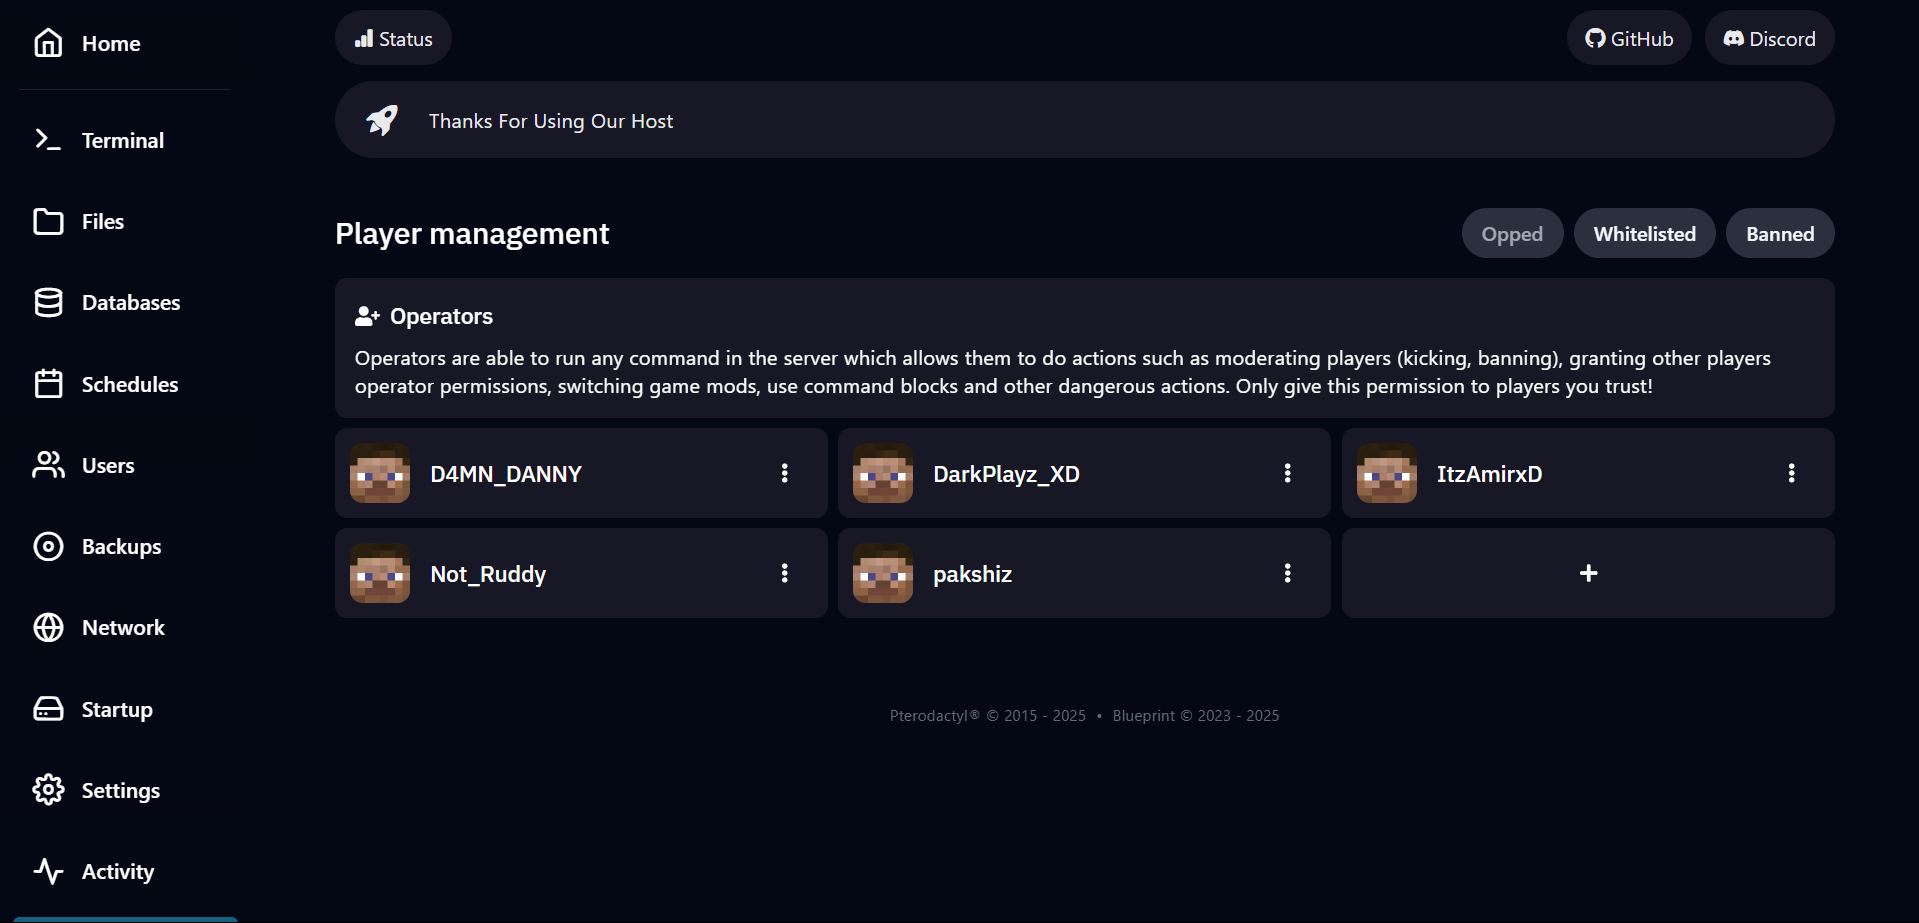 Home
Terminal
Files
Databases
Schedules
Users
Backups
Network
Startup
Settings
Activity
Status
GitHub
Discord
Thanks For Using Our Host
Player management
Opped
Whitelisted
Banned
Operators
Operators are able to run any command in the server which allows them to do actions such as moderating players (kicking, banning), granting other players
operator permissions, switching game mods, use command blocks and other dangerous actions. Only give this permission to players you trust!
D4MN_DANNY
DarkPlayz_XD
ItzAmirxD
Not_Ruddy
pakshiz
Pterodactyl® © 2015 - 2025 • Blueprint © 2023 - 2025